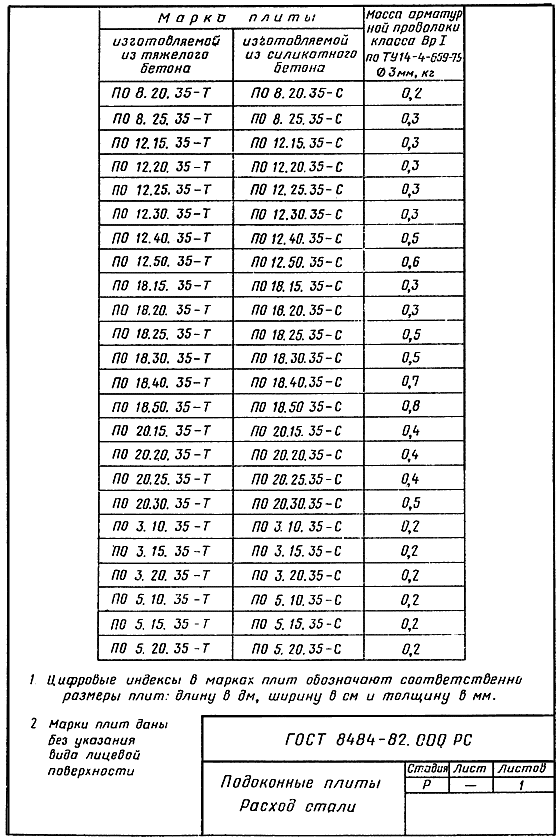 Марка плиты
Масса арматур
ной проволоки
класса Вр I
по ТУ14-4-659-75
Ø 3мм, кг
изготовляемой
из тяжелого
бетона
изготовляемой
из силикатного
бетона
ПО 8. 20. 35-Т ПО 8. 20. 35-С 0,2
ПО 8. 25. 35-Т ПО 8. 25. 35-С 0,3
ПО 12. 15. 35-Т ПО 12.15. 35-С 0,3
ПО 12.20. 35-Т ПО 12.20. 35-С 0,3
ПО 12.25. 35-Т ПО 12. 25. 35-С 0,3
ПО 12.30. 35-Т ПО 12.30. 35-С 0,3
ПО 12.40. 35-Т ПО 12. 40. 35-С 0,5
ПО 12.50. 35-Т ПО 12. 50. 35-С 0,6
ПО 18.15. 35-Т ПО 18. 15. 35-С 0,3
ПО 18.20. 35-Т ПО 18. 20. 35-С 0,3
ПО 18.25. 35-Т ПО 18.25. 35-С 0,5
ПО 18.30. 35-Т ПО 18.30.35-С 0,5
ПО 18.40. 35-Т ПО 18.40.35-С 0,7
ПО 18.50. 35-Т ПО 18.50 35-С 0,8
ПО 20.15. 35-Т ПО 20.15. 35-С 0,4
ПО 20.20. 35-Т ПО 20.20.35-С 0,4
ПО 20.25. 35-Т ПО 20.25.35-С 0,4
ПО 20.30. 35-Т ПО 20.30.35-С 0,5
ПО 3. 10. 35-Т ПО 3. 10. 35-С 0,2
ПО 3. 15. 35-Т ПО 3. 15. 35-С 0,2
ПО 3. 20. 35-Т ПО 3. 20.35-С 0,2
ПО 5. 10. 35-Т ПО 5. 10. 35-С 0,2
ПО 5. 15. 35-Т ПО 5. 15. 35-С 0,2
ПО 5. 20. 35-Т ПО 5. 20. 35-С 0,2
1 Цифровые индексы в марках плит обозначают соответственно
размеры плит: длину в дм, ширину в см и толщину в мм.
2 Марки плит даны
без указания
вида лицевой
поверхности
ГОСТ 8484-82. 000 РС
Подоконные плиты
Расход стали
Стадия Лист Листов
Р — 1